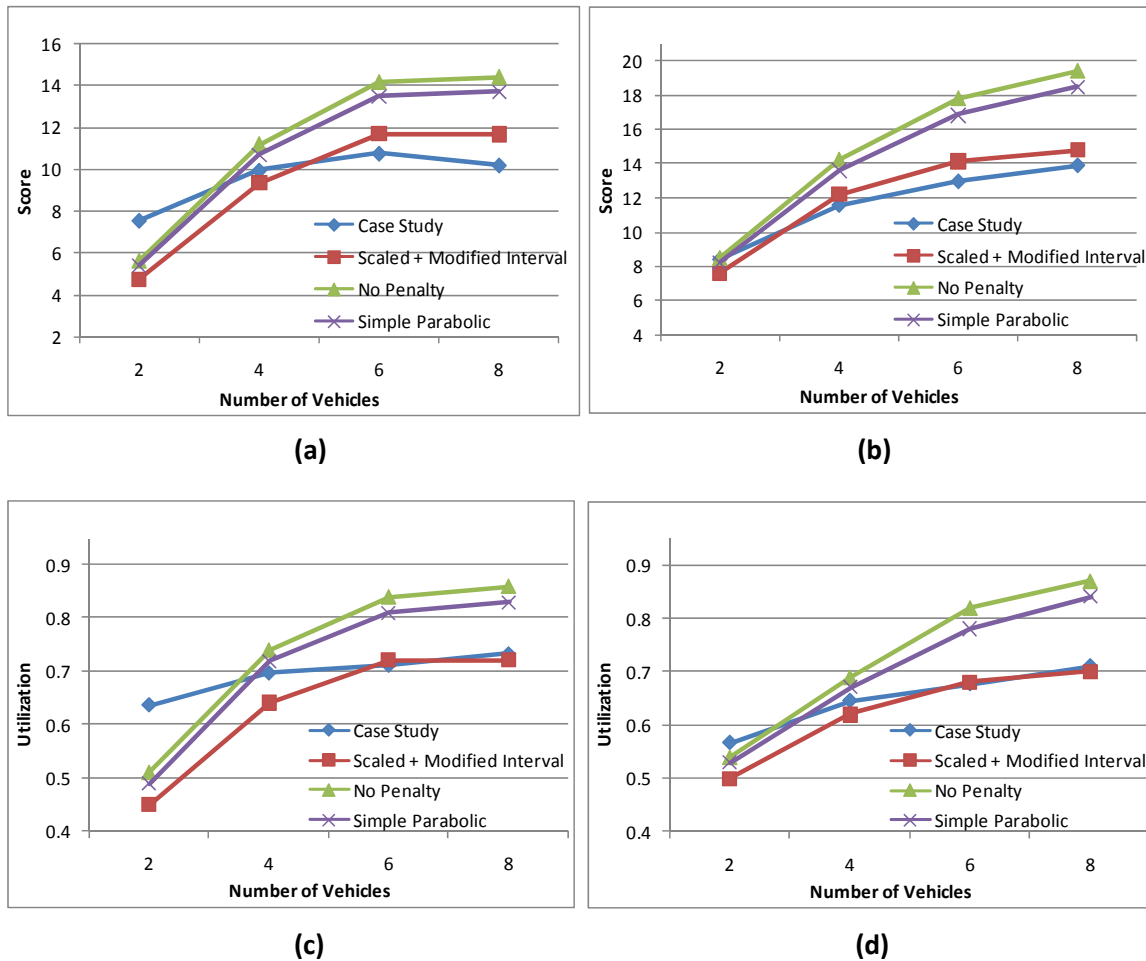 16
14
12
10
8
6
4
2
Score
2 4 6 8
Number of Vehicles
Case Study
Scaled + Modified Interval
No Penalty
Simple Parabolic
(a)
20
18
16
14
12
10
8
6
4
Score
2 4 6 8
Number of Vehicles
Case Study
Scaled + Modified Interval
No Penalty
Simple Parabolic
(b)
0.9
0.8
0.7
0.6
0.5
0.4
Utilization
2 4 6 8
Number of Vehicles
Case Study
Scaled + Modified Interval
No Penalty
Simple Parabolic
(c)
0.9
0.8
0.7
0.6
0.5
0.4
Utilization
2 4 6 8
Number of Vehicles
Case Study
Scaled + Modified Interval
No Penalty
Simple Parabolic
(d)